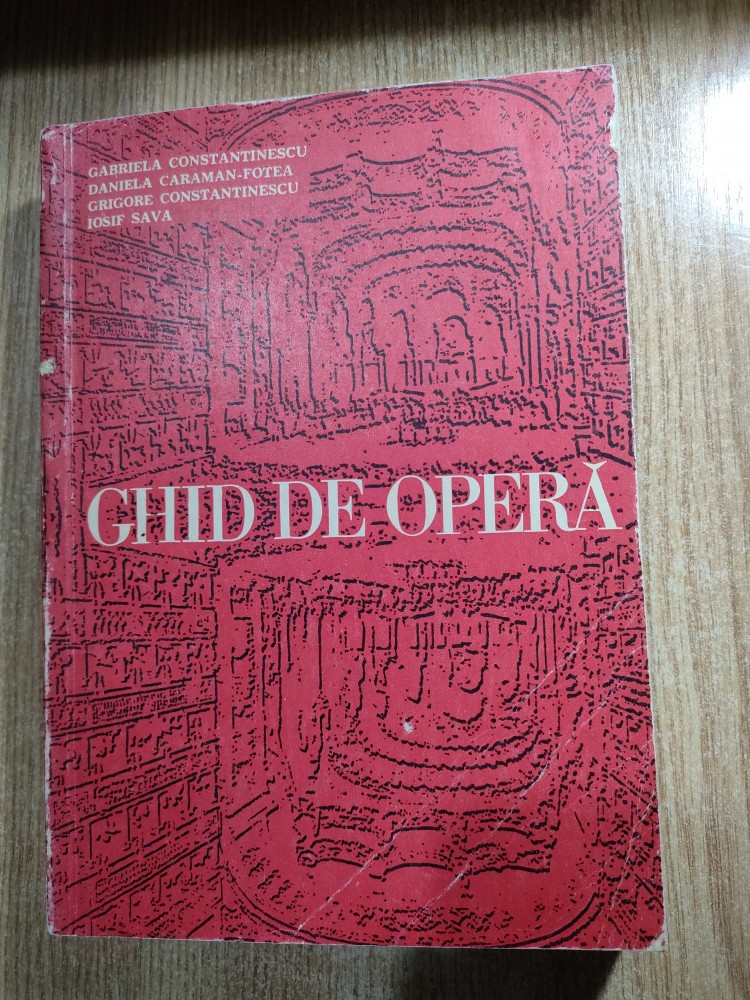 GABRIELA CONSTANTINESCU
DANIELA CARAMAN-FOTEA
GRIGORE CONSTANTINESCU
IOSIF SAVA
GHID DE OPERĂ